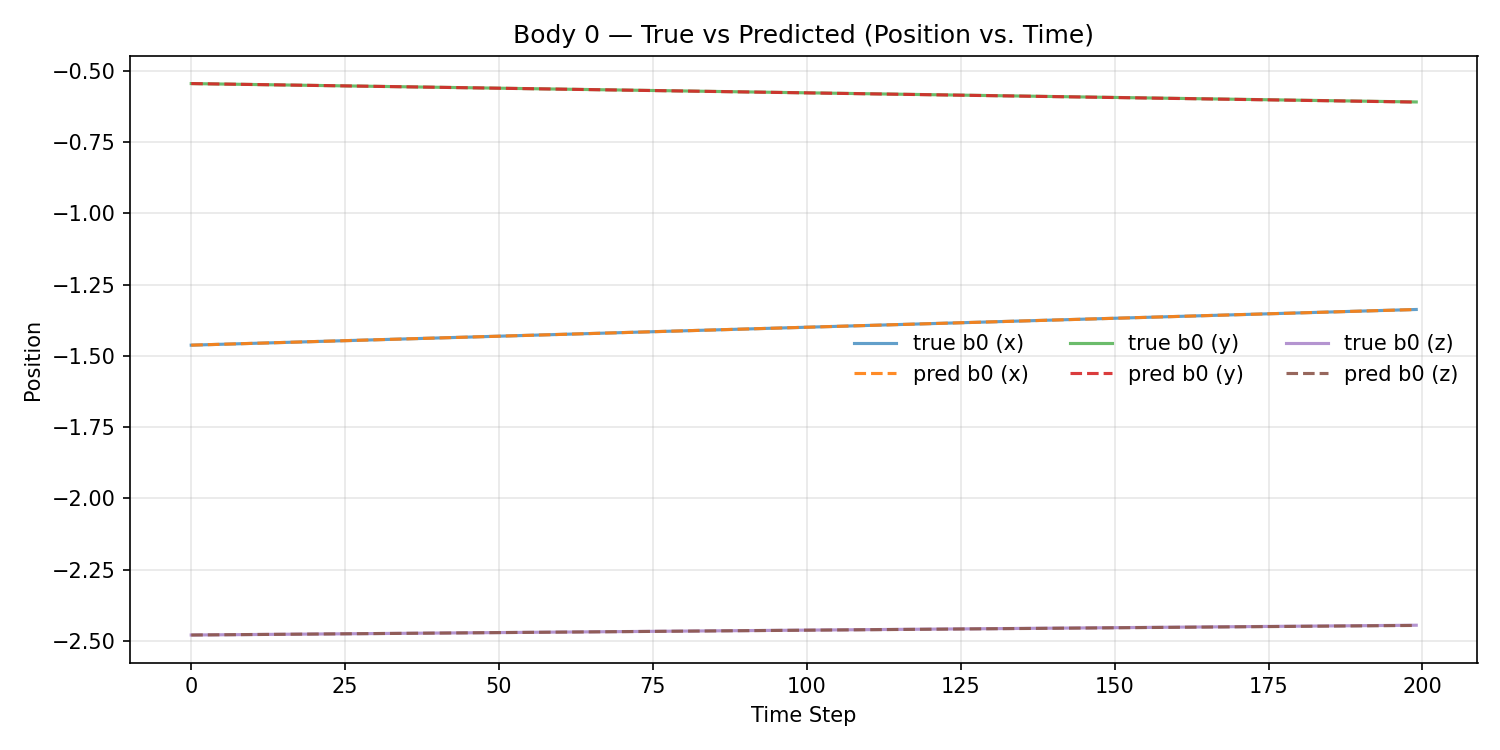 Body 0 — True vs Predicted (Position vs. Time)
Position
−0.50
−0.75
−1.00
−1.25
−1.50
−1.75
−2.00
−2.25
−2.50
true b0 (x) true b0 (y) true b0 (z)
pred b0 (x) pred b0 (y) pred b0 (z)
0 25 50 75 100 125 150 175 200
Time Step